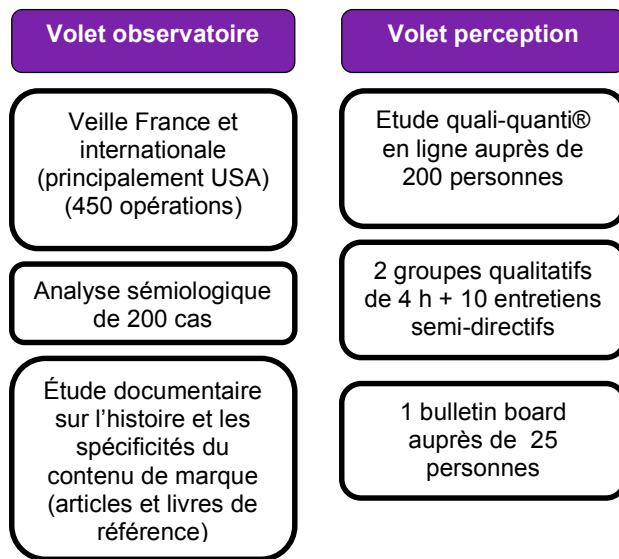 Volet observatoire
Veille France et
internationale
(principalement USA)
(450 opérations)
Analyse sémiologique
de 200 cas
Étude documentaire
sur l’histoire et les
spécificités du
contenu de marque
(articles et livres de
référence)
Volet perception
Etude quali-quanti®
en ligne auprès de
200 personnes
2 groupes qualitatifs
de 4 h + 10 entretiens
semi-directifs
1 bulletin board
auprès de 25
personnes